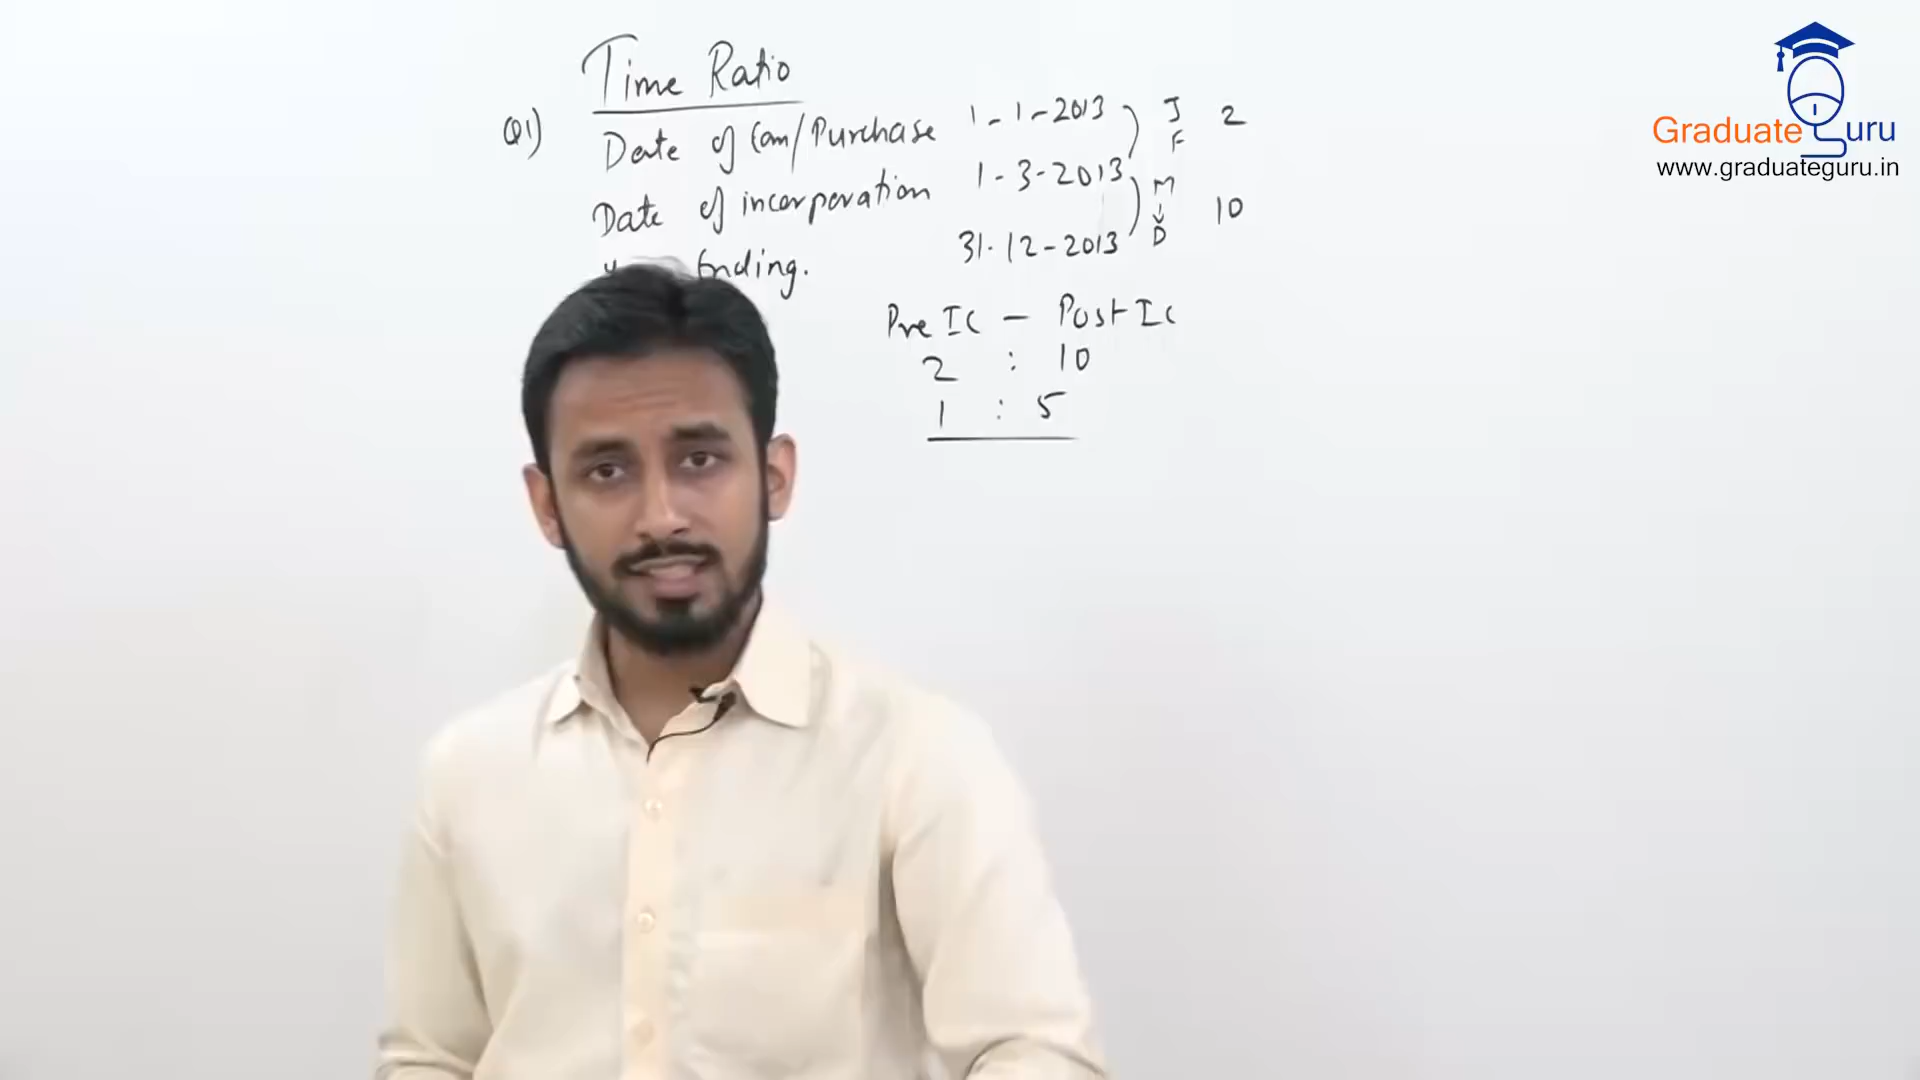 Time Ratio
Q1) Date of Com/Purchase 1-1-2013 J F 2
Date of incorporation 1-3-2013 M ↓ D 10
Ending. 31-12-2013
Pre IC - Post IC
2 : 10
1 : 5
Graduate Guru
www.graduateguru.in